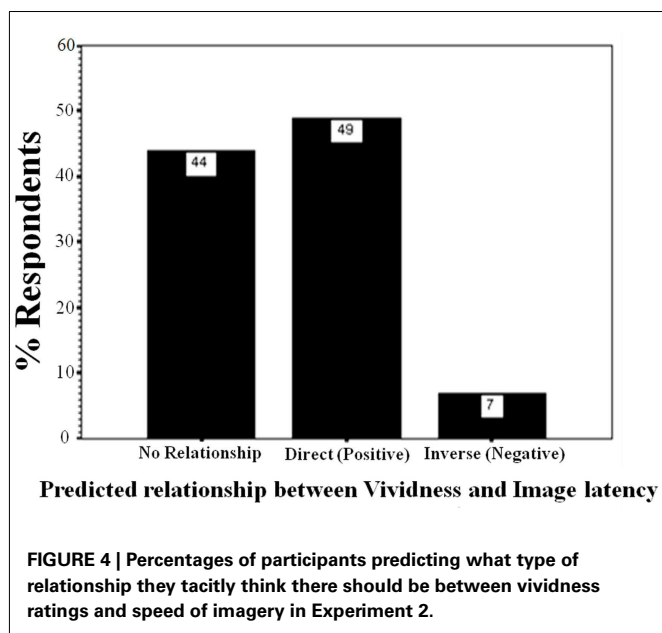 60
50
40
30
20
10
0
% Respondents
44
49
7
No Relationship Direct (Positive) Inverse (Negative)
Predicted relationship between Vividness and Image latency
FIGURE 4 | Percentages of participants predicting what type of
relationship they tacitly think there should be between vividness
ratings and speed of imagery in Experiment 2.